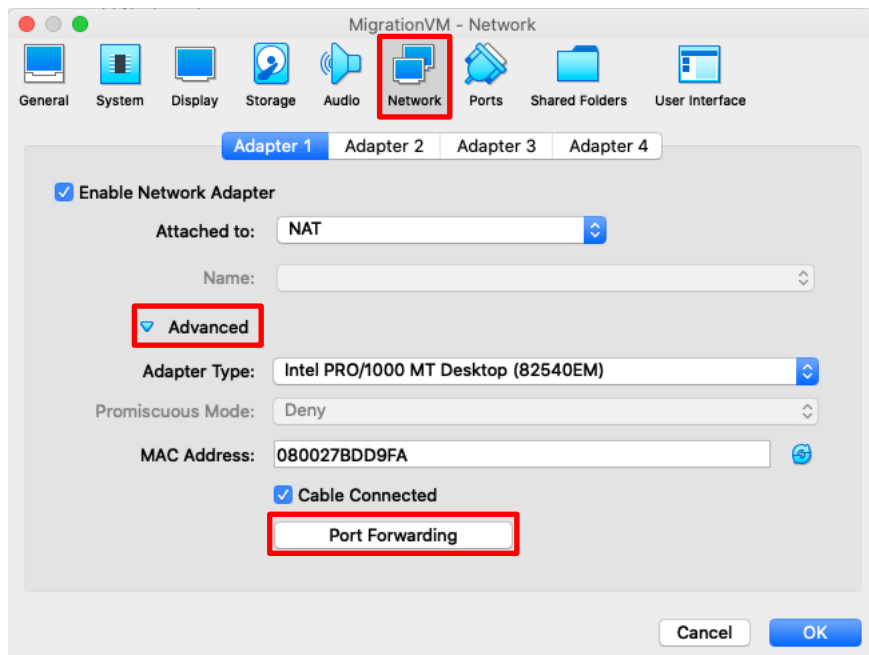 MigrationVM - Network
General System Display Storage Audio Network Ports Shared Folders User Interface
Adapter 1 Adapter 2 Adapter 3 Adapter 4
Enable Network Adapter
Attached to: NAT
Name:
Advanced
Adapter Type: Intel PRO/1000 MT Desktop (82540EM)
Promiscuous Mode: Deny
MAC Address: 080027BDD9FA
Cable Connected
Port Forwarding
Cancel OK